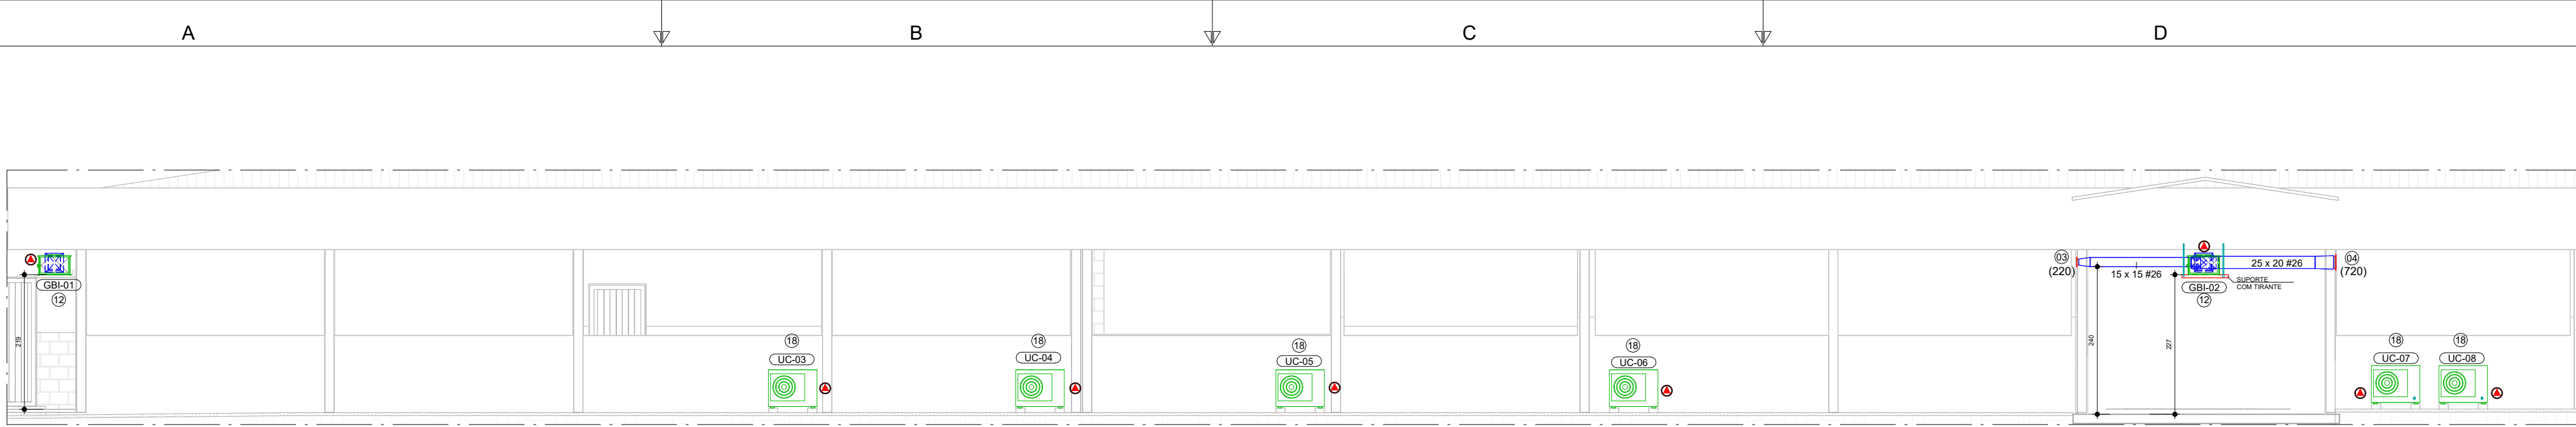 A
B
C
D
GBI-01
12
219
18
UC-03
18
UC-04
18
UC-05
18
UC-06
03
(220)
15 x 15 #26
25 x 20 #26
04
(720)
SUPORTE
COM TIRANTE
GBI-02
12
240
227
18
UC-07
18
UC-08